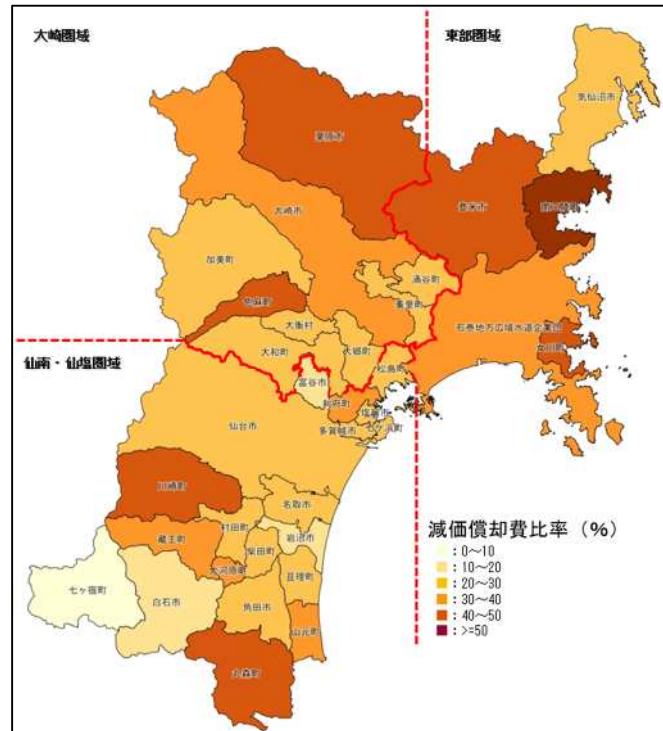 大崎圏域
東部圏域
気仙沼市
栗原市
登米市
南三陸町
大崎市
加美町
涌谷町
美里町
色麻町
石巻地方広域水道企業団
女川町
大衡村
大和町
大郷町
松島町
仙南・仙塩圏域
富谷市
利府町
塩竈市
七ヶ浜町
多賀城市
仙台市
川崎町
名取市
村田町
岩沼市
蔵王町
柴田町
大河原町
亘理町
七ヶ宿町
白石市
角田市
山元町
丸森町
減価償却費比率（%）
：0～10
：10～20
：20～30
：30～40
：40～50
：>=50